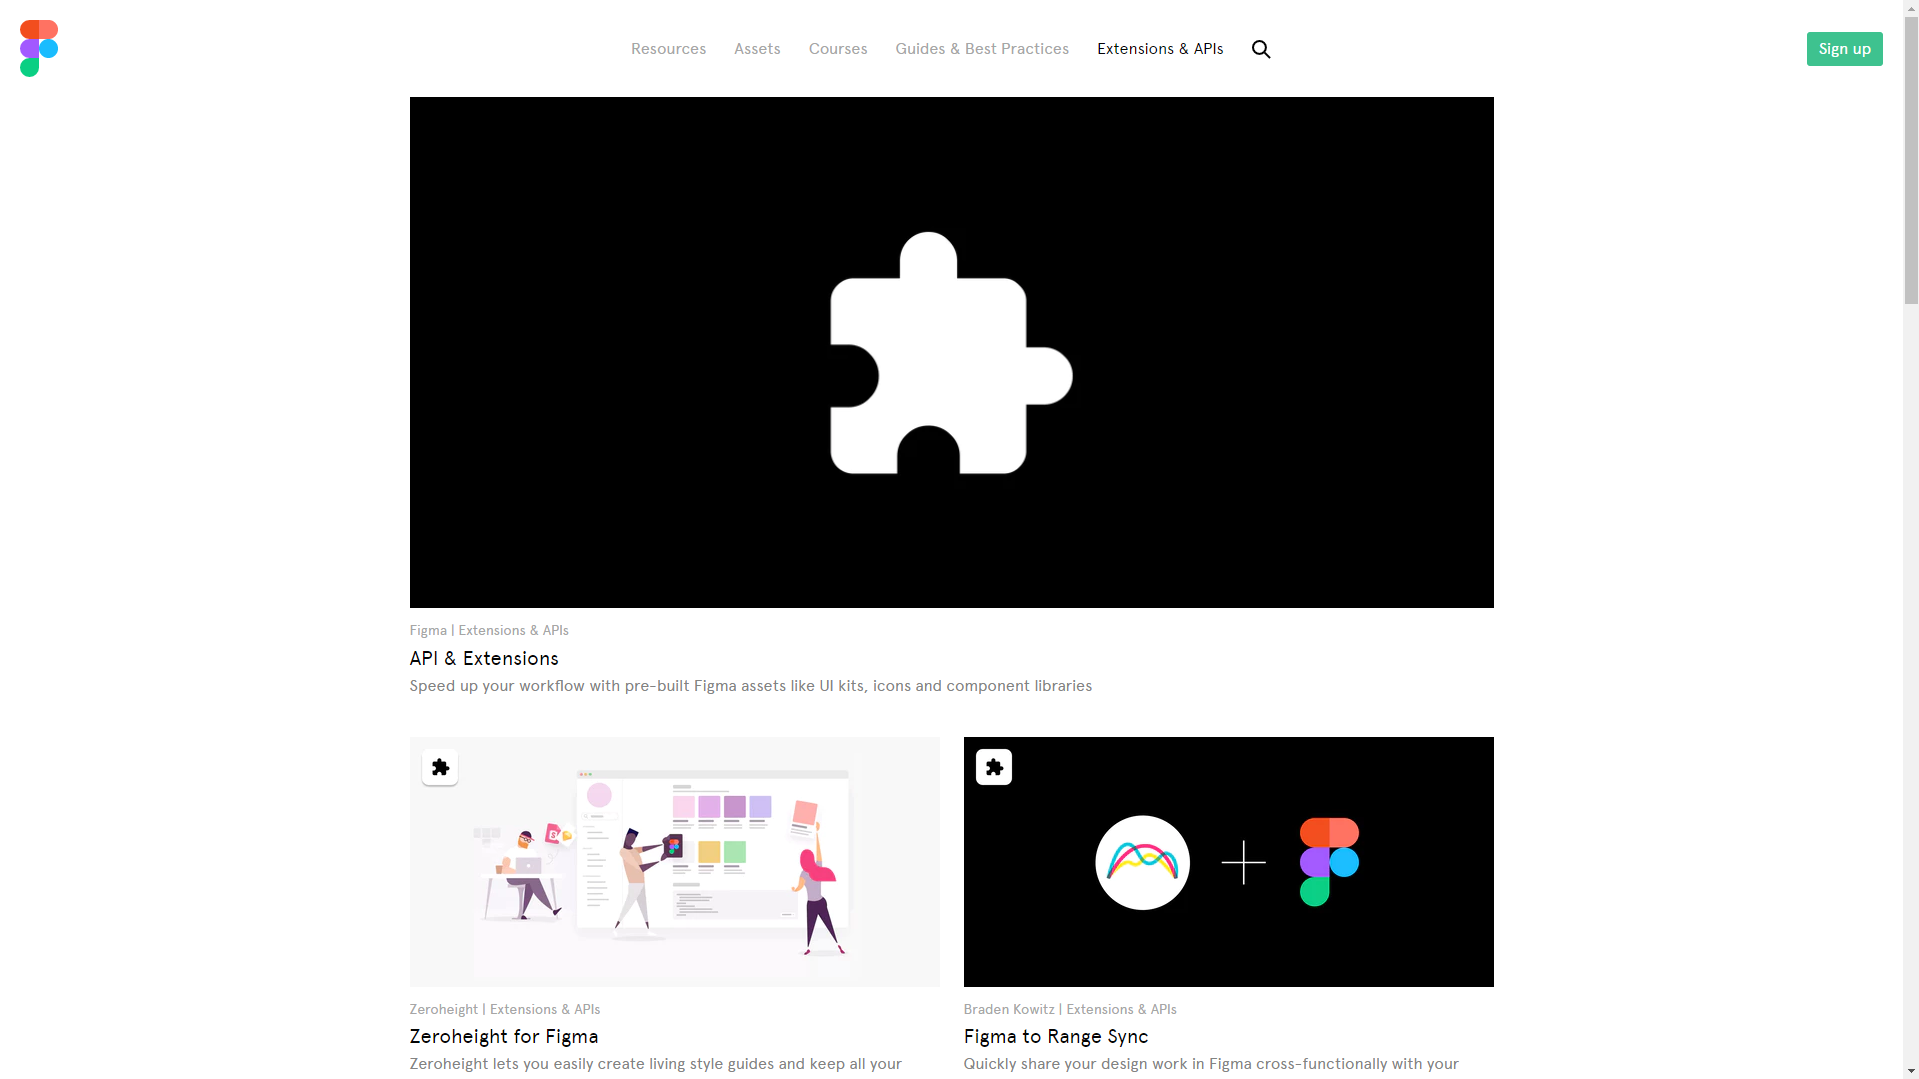 Resources Assets Courses Guides & Best Practices Extensions & APIs Sign up
Figma | Extensions & APIs
API & Extensions
Speed up your workflow with pre-built Figma assets like UI kits, icons and component libraries
Zeroheight | Extensions & APIs
Zeroheight for Figma
Zeroheight lets you easily create living style guides and keep all your
Braden Kowitz | Extensions & APIs
Figma to Range Sync
Quickly share your design work in Figma cross-functionally with your